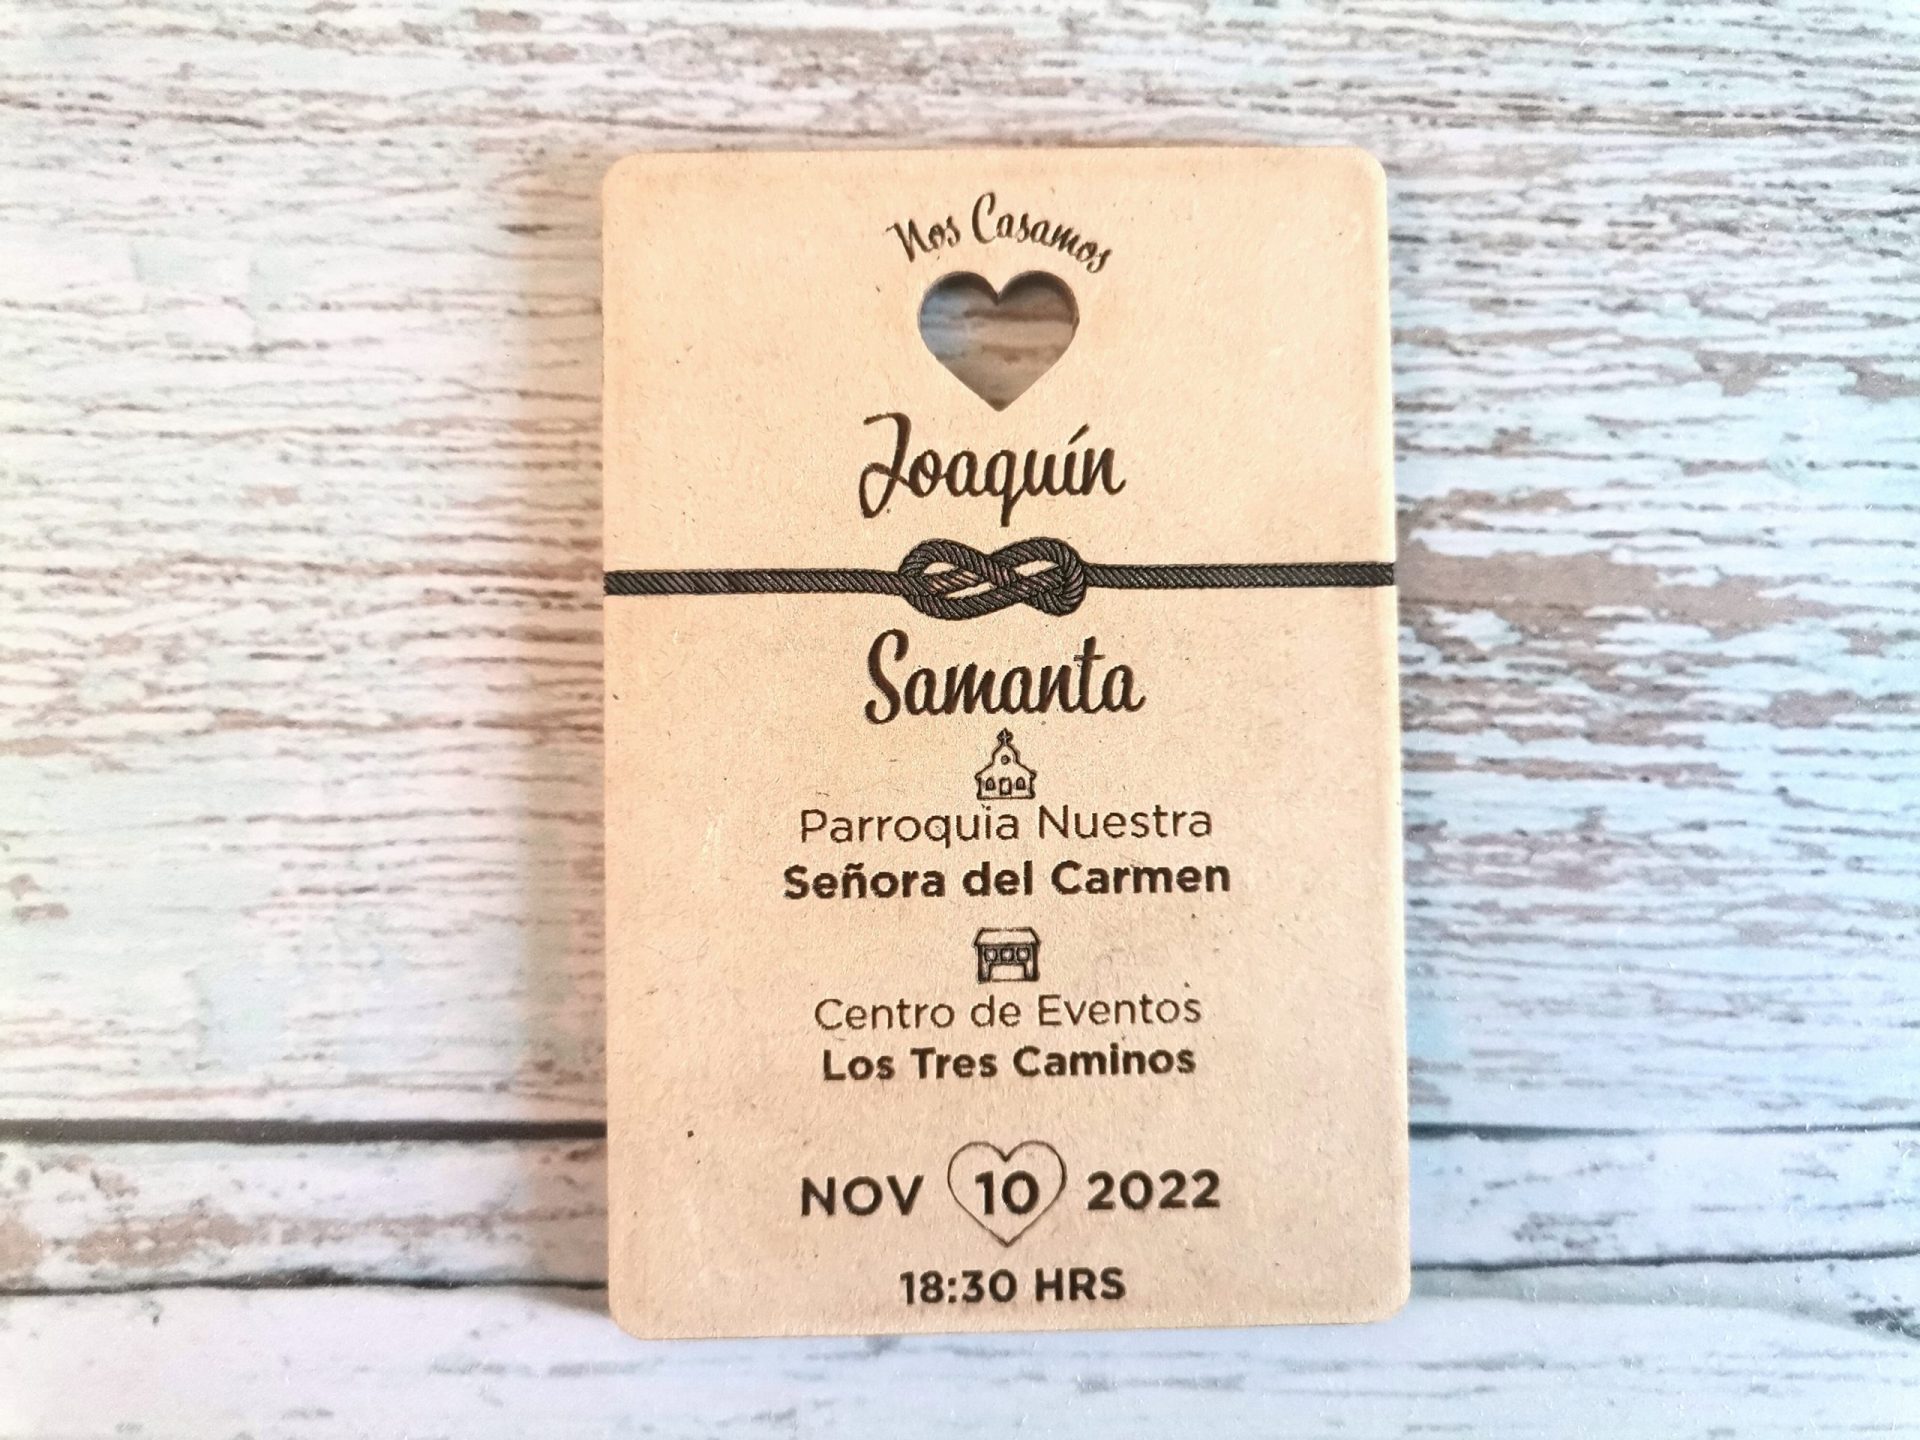 Nos Casamos
Joaquín
Samanta
Parroquia Nuestra
Señora del Carmen
Centro de Eventos
Los Tres Caminos
NOV 10 2022
18:30 HRS